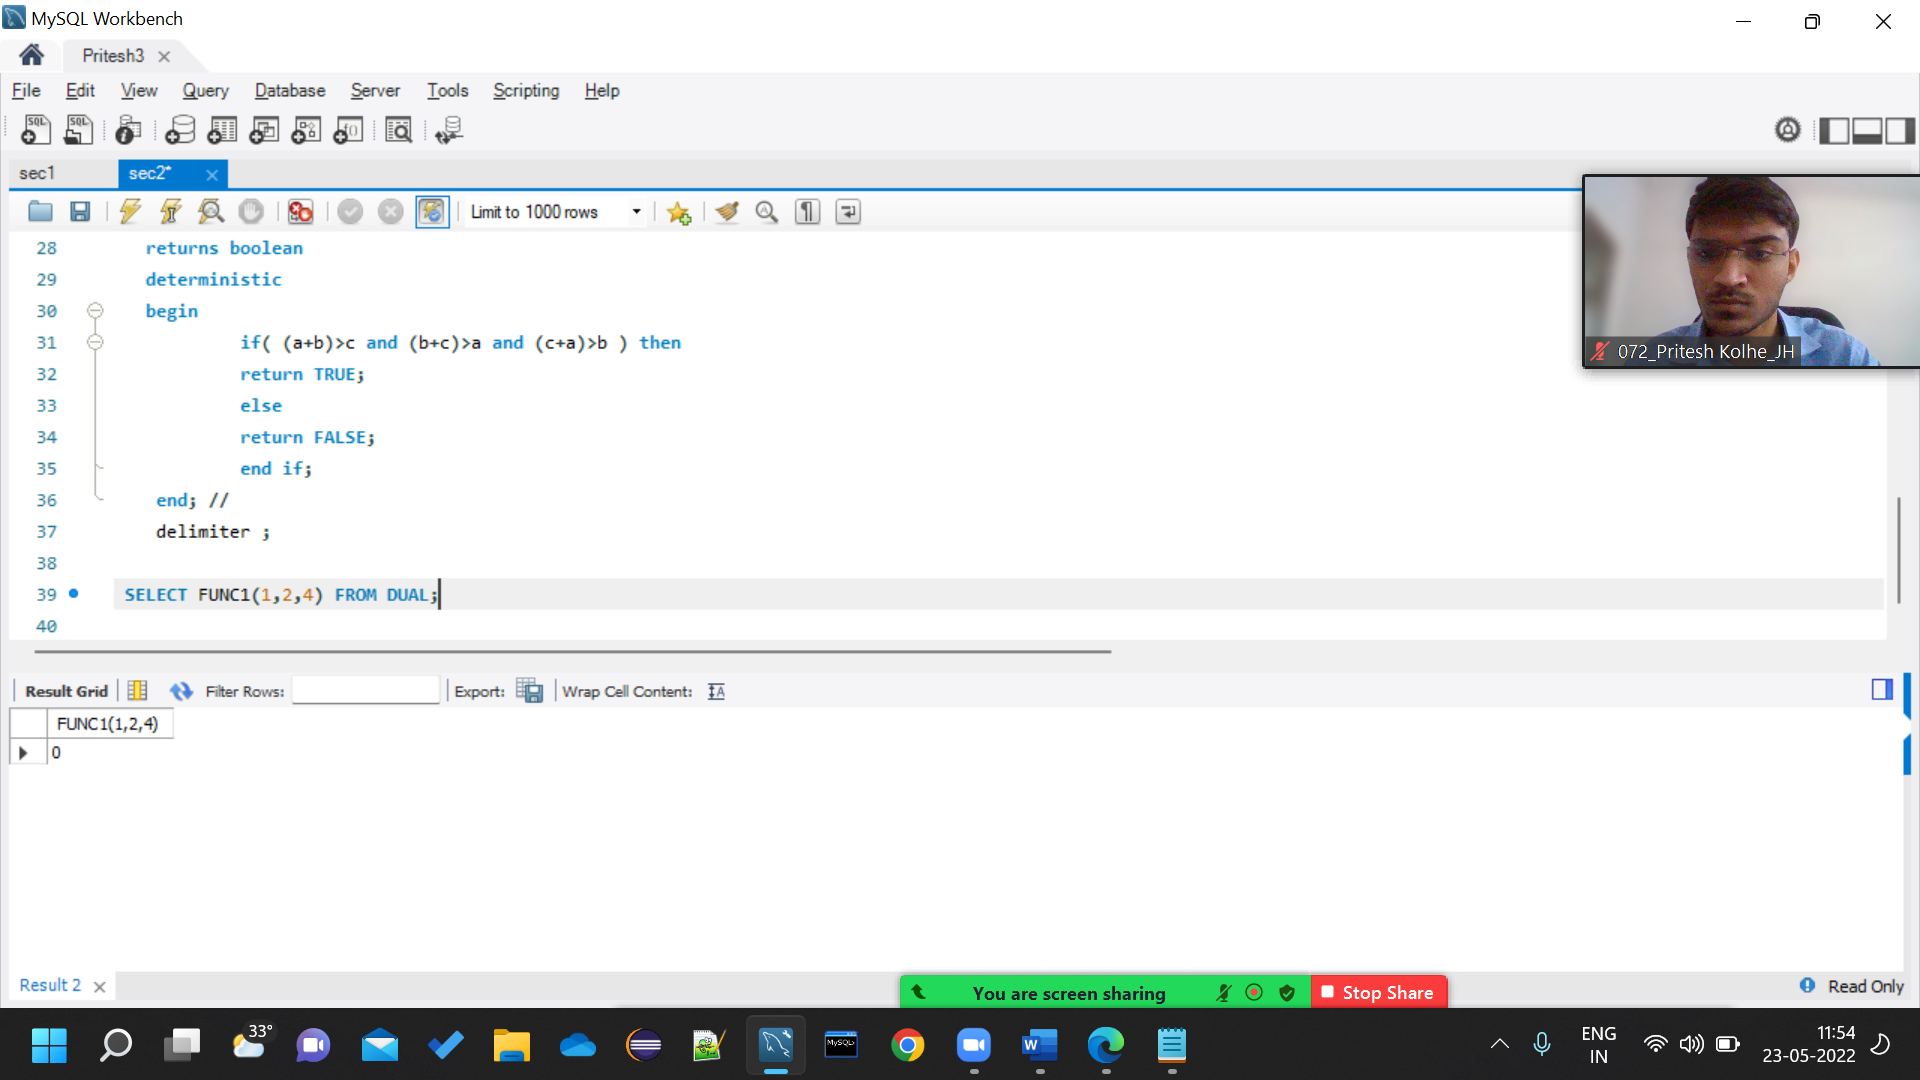 MySQL Workbench
Pritesh3
File Edit View Query Database Server Tools Scripting Help
sec1 sec2*
Limit to 1000 rows
28 returns boolean
29 deterministic
30 begin
31 if( (a+b)>c and (b+c)>a and (c+a)>b ) then
32 return TRUE;
33 else
34 return FALSE;
35 end if;
36 end; //
37 delimiter ;
38
39 SELECT FUNC1(1,2,4) FROM DUAL;
40
072_Pritesh Kolhe_JH
Result Grid Filter Rows: Export: Wrap Cell Content:
FUNC1(1,2,4)
0
Result 2 Read Only
You are screen sharing Stop Share
33°
MySQL>
ENG
IN
11:54
23-05-2022